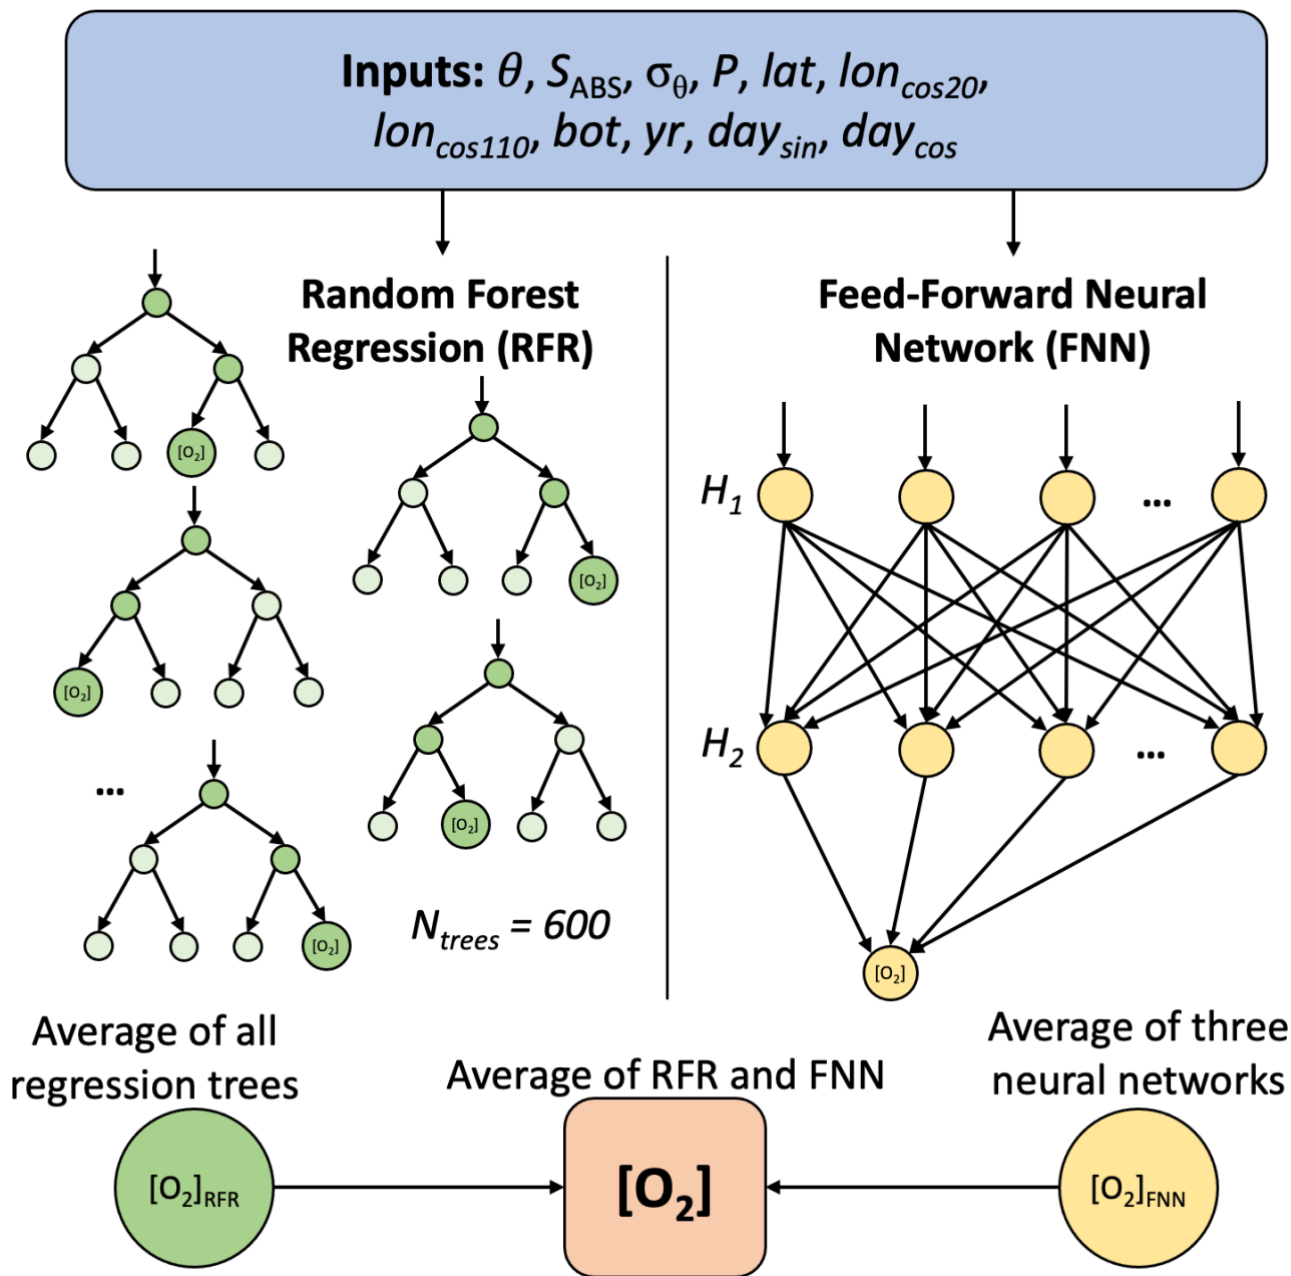 Inputs: θ, S_ABS, σ_θ, P, lat, lon_cos20,
lon_cos110, bot, yr, day_sin, day_cos
Random Forest
Regression (RFR)
[O₂]
[O₂]
[O₂]
[O₂]
...
[O₂]
N_trees = 600
Feed-Forward Neural
Network (FNN)
H₁
...
H₂
...
[O₂]
Average of all
regression trees
[O₂]_RFR
Average of RFR and FNN
[O₂]
Average of three
neural networks
[O₂]_FNN